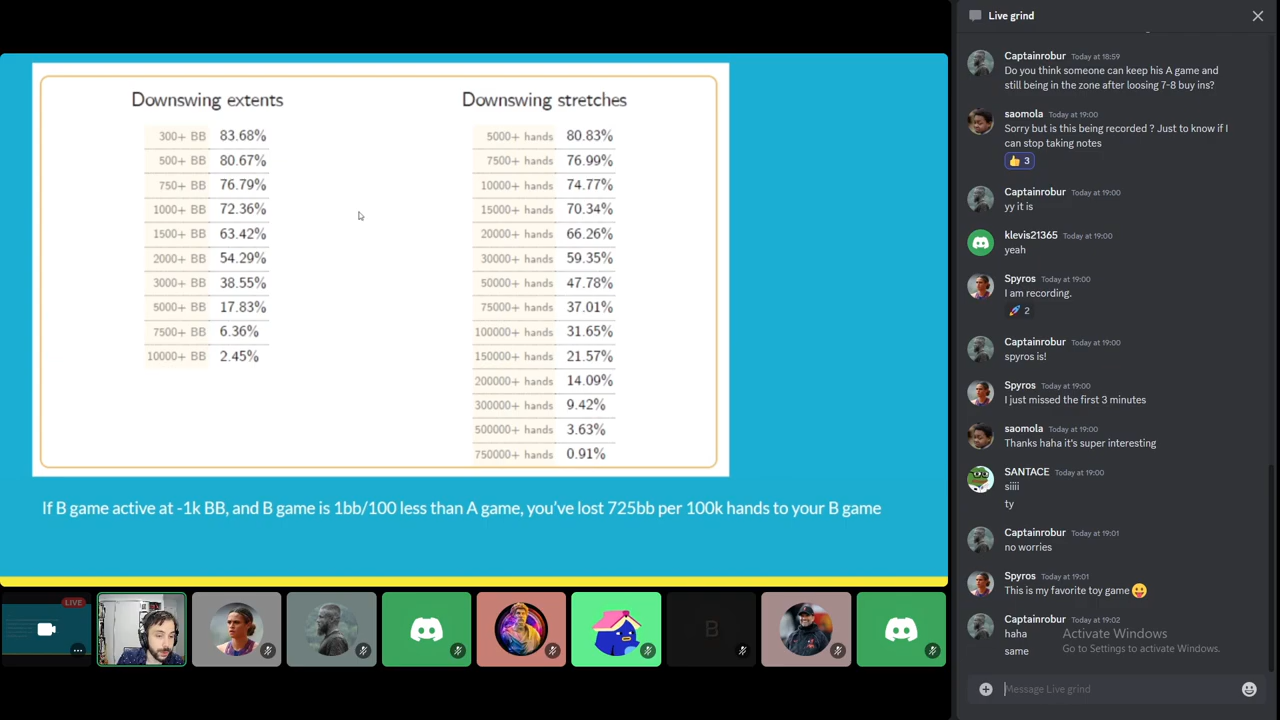 Downswing extents
300+ BB 83.68%
500+ BB 80.67%
750+ BB 76.79%
1000+ BB 72.36%
1500+ BB 63.42%
2000+ BB 54.29%
3000+ BB 38.55%
5000+ BB 17.83%
7500+ BB 6.36%
10000+ BB 2.45%
Downswing stretches
5000+ hands 80.83%
7500+ hands 76.99%
10000+ hands 74.77%
15000+ hands 70.34%
20000+ hands 66.26%
30000+ hands 59.35%
50000+ hands 47.78%
75000+ hands 37.01%
100000+ hands 31.65%
150000+ hands 21.57%
200000+ hands 14.09%
300000+ hands 9.42%
500000+ hands 3.63%
750000+ hands 0.91%
If B game active at -1k BB, and B game is 1bb/100 less than A game, you've lost 725bb per 100k hands to your B game
LIVE
B
Live grind
Captainrobur Today at 18:59
Do you think someone can keep his A game and
still being in the zone after loosing 7-8 buy ins?
saomola Today at 19:00
Sorry but is this being recorded ? Just to know if I
can stop taking notes
👍 3
Captainrobur Today at 19:00
yy it is
klevis21365 Today at 19:00
yeah
Spyros Today at 19:00
I am recording.
🚀 2
Captainrobur Today at 19:00
spyros is!
Spyros Today at 19:00
I just missed the first 3 minutes
saomola Today at 19:00
Thanks haha it's super interesting
SANTACE Today at 19:00
siiii
ty
Captainrobur Today at 19:01
no worries
Spyros Today at 19:01
This is my favorite toy game 😛
Captainrobur Today at 19:02
haha
same
Activate Windows
Go to Settings to activate Windows.
Message Live grind